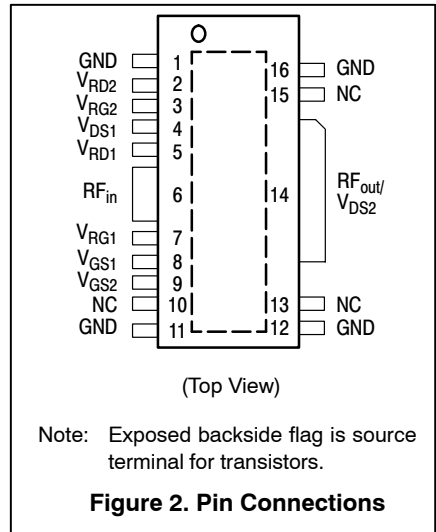 GND 1 16 GND
VRD2 2 15 NC
VRG2 3
VDS1 4
VRD1 5
RFin 6 14 RFout/
VDS2
VRG1 7
VGS1 8
VGS2 9
NC 10 13 NC
GND 11 12 GND
(Top View)
Note: Exposed backside flag is source
terminal for transistors.
Figure 2. Pin Connections